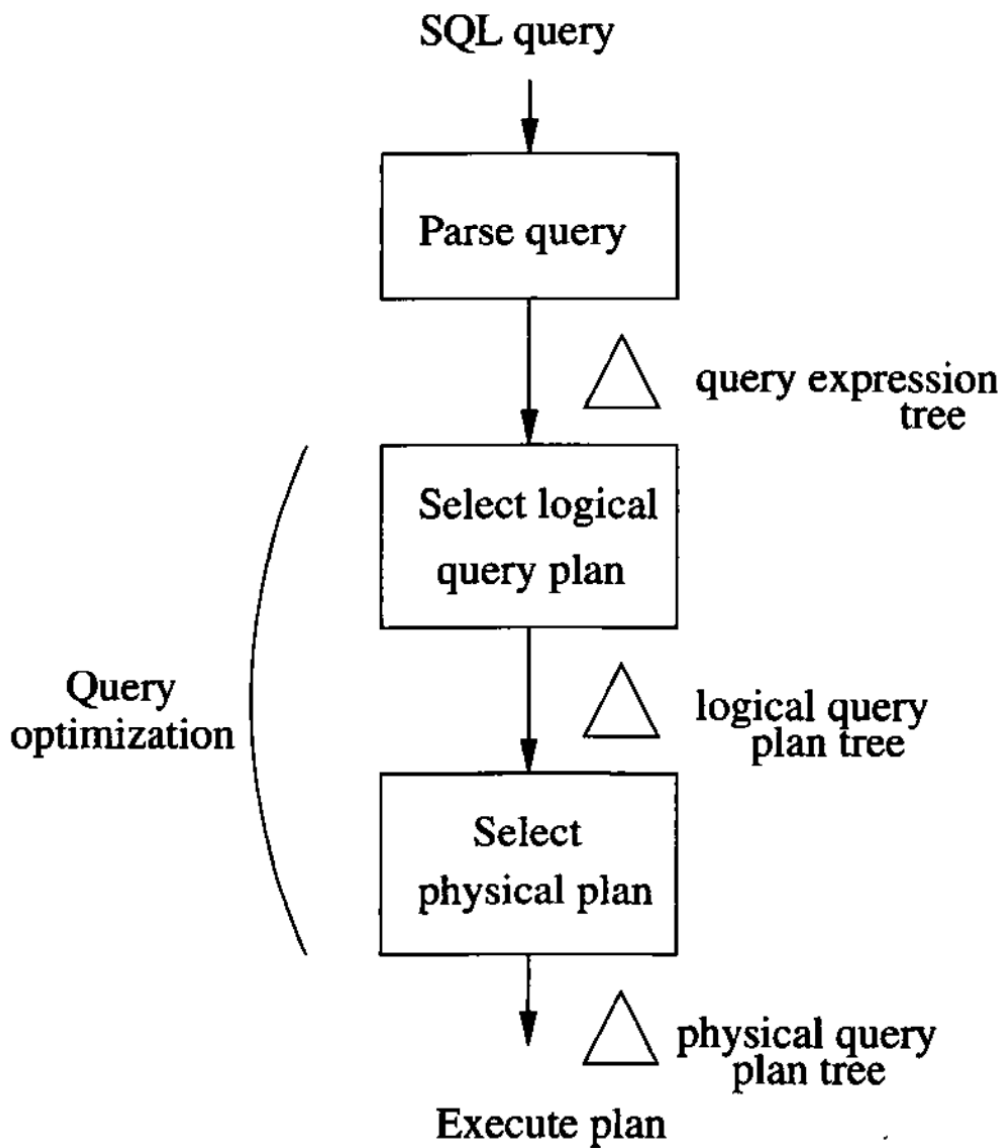 SQL query
Parse query
query expression
tree
Select logical
query plan
Query
optimization
logical query
plan tree
Select
physical plan
physical query
plan tree
Execute plan